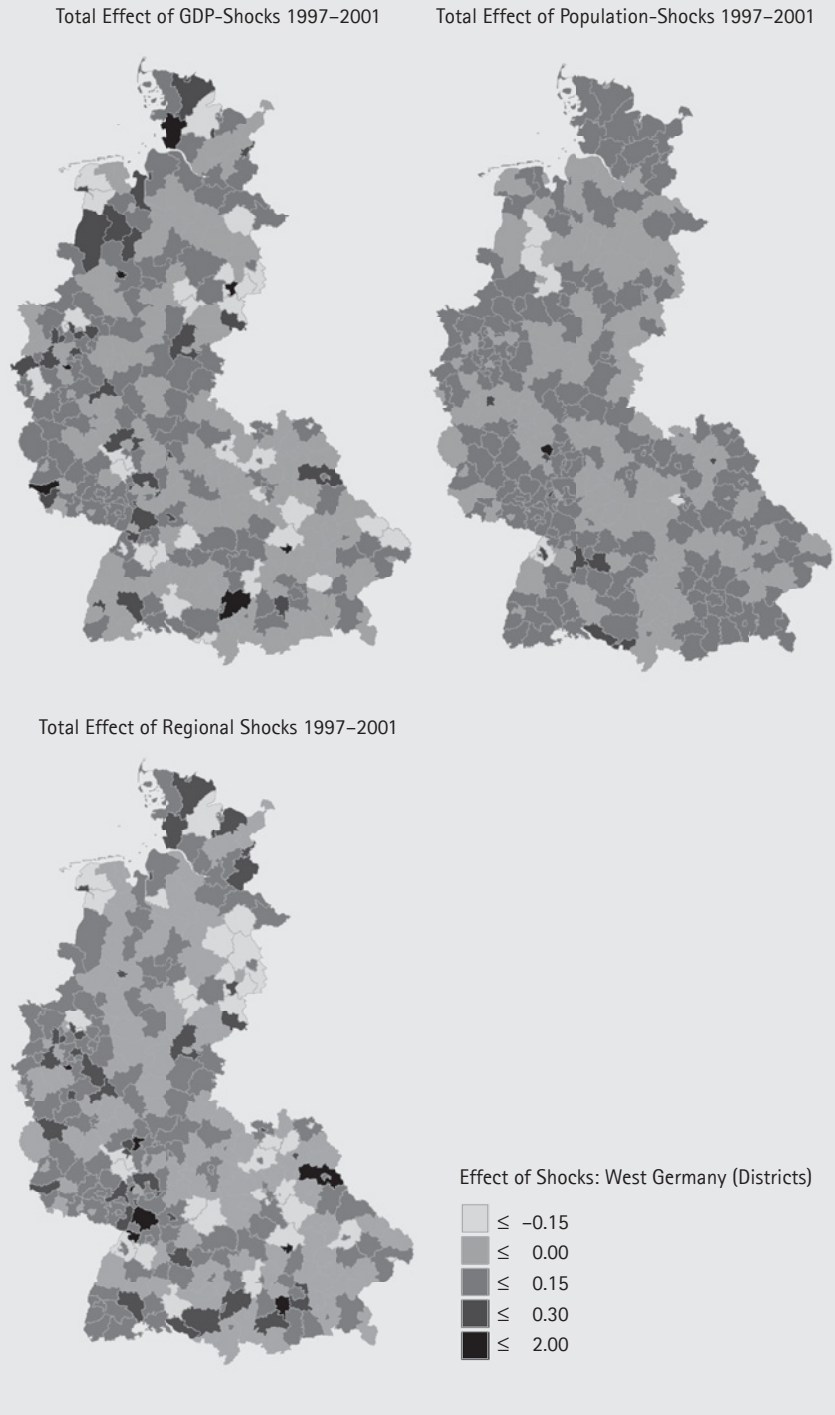 Total Effect of GDP-Shocks 1997–2001
Total Effect of Population-Shocks 1997–2001
Total Effect of Regional Shocks 1997–2001
Effect of Shocks: West Germany (Districts)
≤ –0.15
≤ 0.00
≤ 0.15
≤ 0.30
≤ 2.00